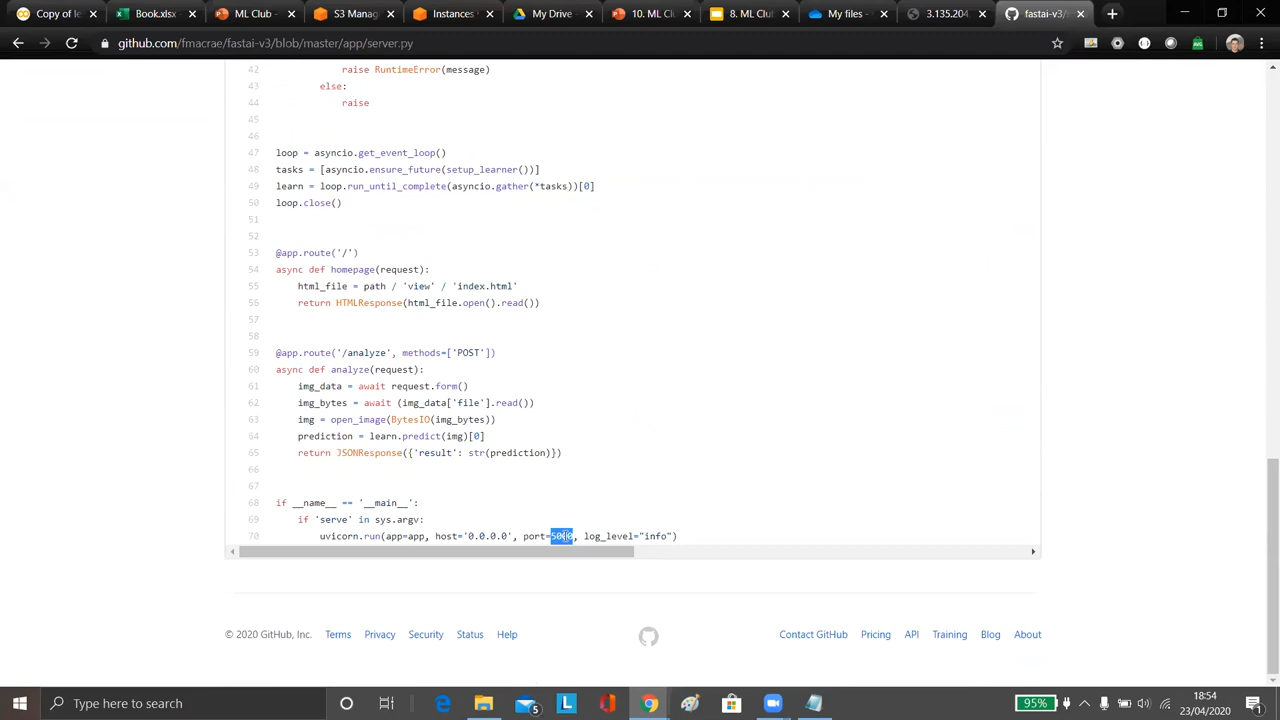 Copy of le
Book.xlsx
ML Club -
S3 Manag
Instances
My Drive
10. ML Clu
8. ML Clut
My files -
3.135.204
fastai-v3/
github.com/fmacrae/fastai-v3/blob/master/app/server.py
42 raise RuntimeError(message)
43 else:
44 raise
45
46
47 loop = asyncio.get_event_loop()
48 tasks = [asyncio.ensure_future(setup_learner())]
49 learn = loop.run_until_complete(asyncio.gather(*tasks))[0]
50 loop.close()
51
52
53 @app.route('/')
54 async def homepage(request):
55 html_file = path / 'view' / 'index.html'
56 return HTMLResponse(html_file.open().read())
57
58
59 @app.route('/analyze', methods=['POST'])
60 async def analyze(request):
61 img_data = await request.form()
62 img_bytes = await (img_data['file'].read())
63 img = open_image(BytesIO(img_bytes))
64 prediction = learn.predict(img)[0]
65 return JSONResponse({'result': str(prediction)})
66
67
68 if __name__ == '__main__':
69 if 'serve' in sys.argv:
70 uvicorn.run(app=app, host='0.0.0.0', port=5000, log_level="info")
© 2020 GitHub, Inc. Terms Privacy Security Status Help
Contact GitHub Pricing API Training Blog About
Type here to search
5
L
95%
18:54
23/04/2020
1